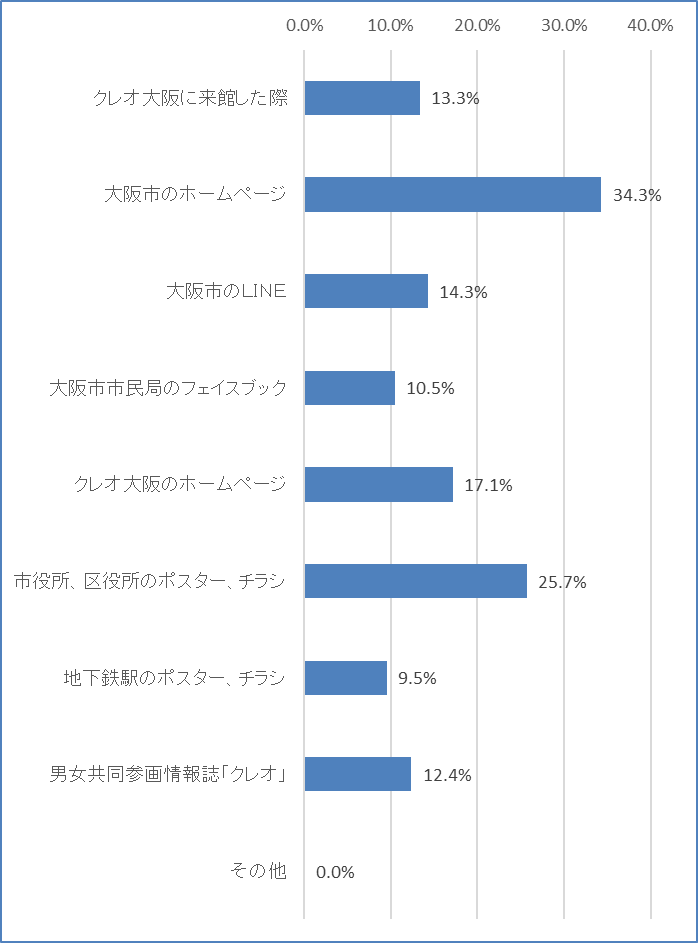 0.0% 10.0% 20.0% 30.0% 40.0%
クレオ大阪に来館した際 13.3%
大阪市のホームページ 34.3%
大阪市のLINE 14.3%
大阪市市民局のフェイスブック 10.5%
クレオ大阪のホームページ 17.1%
市役所、区役所のポスター、チラシ 25.7%
地下鉄駅のポスター、チラシ 9.5%
男女共同参画情報誌「クレオ」 12.4%
その他 0.0%